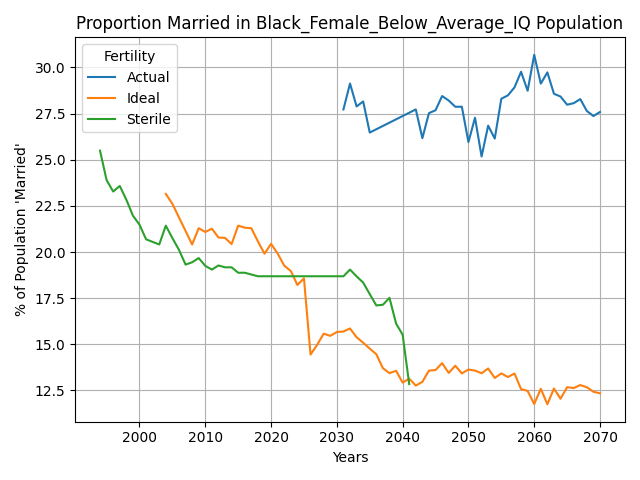 Proportion Married in Black_Female_Below_Average_IQ Population
Fertility
Actual
Ideal
Sterile
% of Population "Married'
30.0
27.5
25.0
22.5
20.0
17.5
15.0
12.5
2000
2010
2020
2030
2040
2050
2060
2070
Years